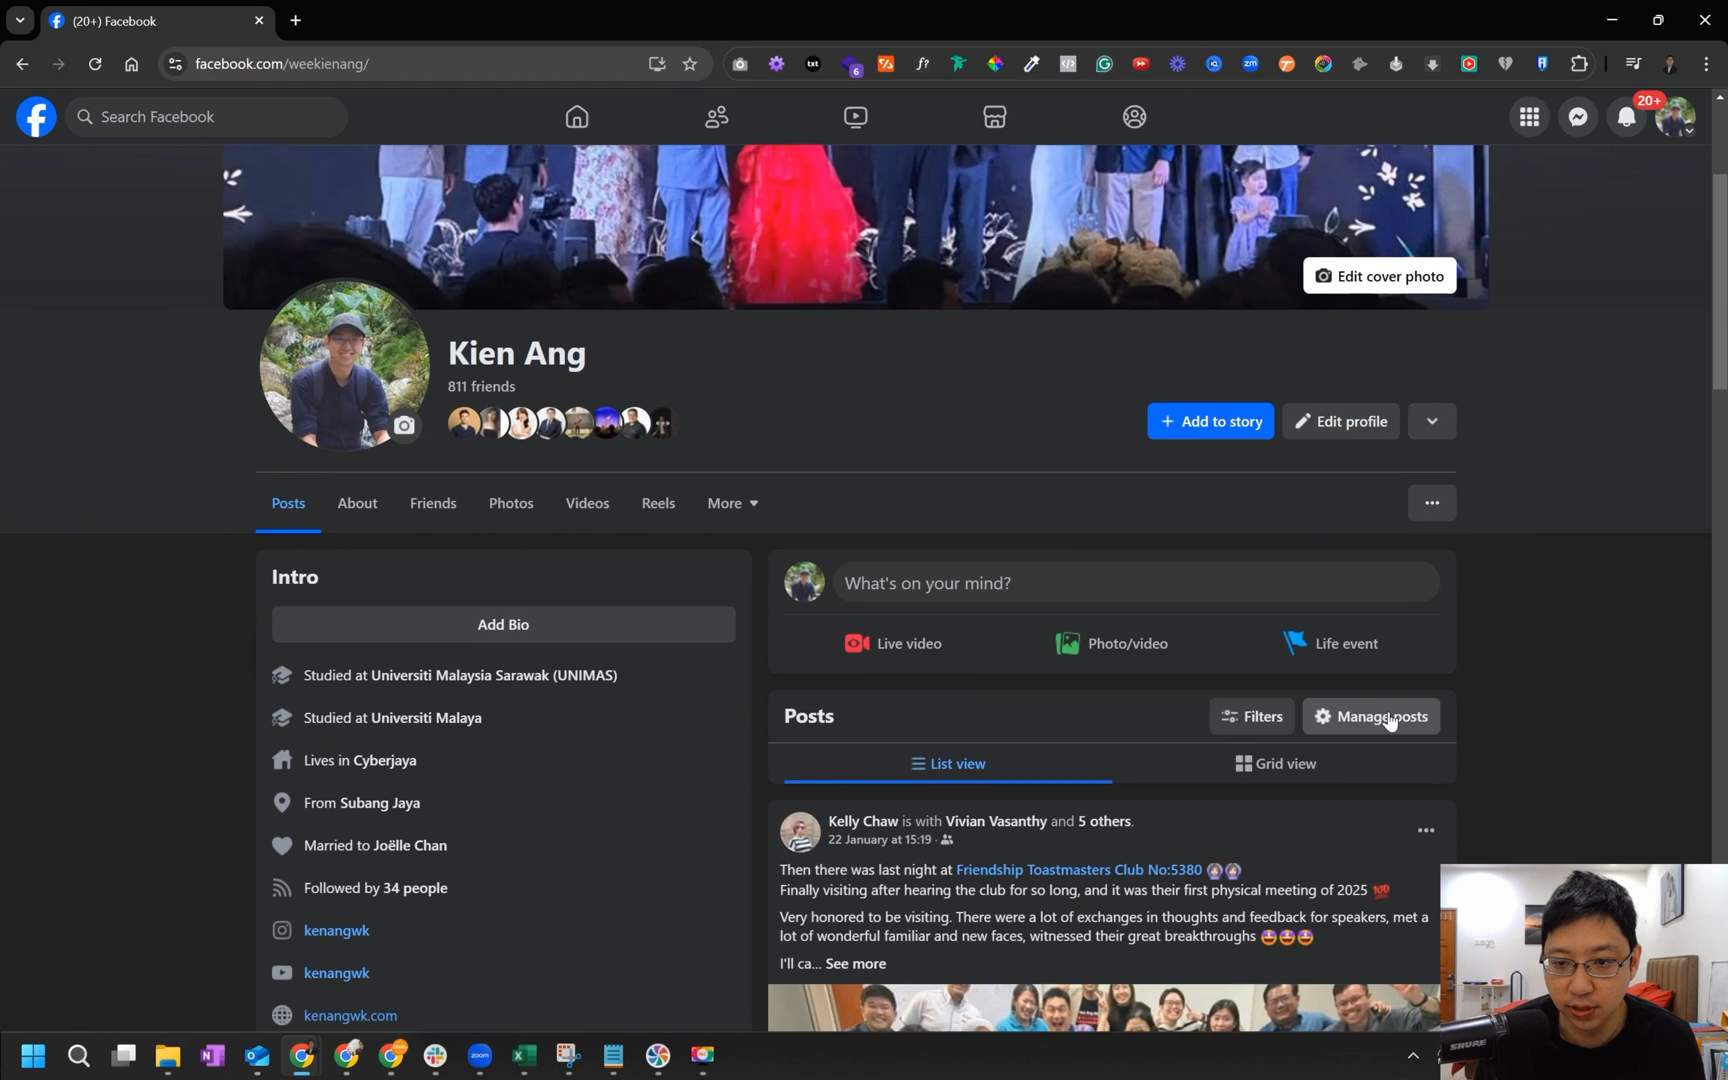 (20+) Facebook
facebook.com/weekienang/
txt
6
f?
iQ
zm
Search Facebook
20+
Edit cover photo
Kien Ang
811 friends
+ Add to story
Edit profile
Posts
About
Friends
Photos
Videos
Reels
More
Intro
Add Bio
Studied at Universiti Malaysia Sarawak (UNIMAS)
Studied at Universiti Malaya
Lives in Cyberjaya
From Subang Jaya
Married to Joëlle Chan
Followed by 34 people
kenangwk
kenangwk
kenangwk.com
What's on your mind?
Live video
Photo/video
Life event
Posts
Filters
Manage posts
List view
Grid view
Kelly Chaw is with Vivian Vasanthy and 5 others.
22 January at 15:19 ·
Then there was last night at Friendship Toastmasters Club No:5380 🙆🏻‍♀️🙆🏻‍♀️
Finally visiting after hearing the club for so long, and it was their first physical meeting of 2025 💯
Very honored to be visiting. There were a lot of exchanges in thoughts and feedback for speakers, met a
lot of wonderful familiar and new faces, witnessed their great breakthroughs 🤩🤩🤩
I'll ca... See more
zoom
SHURE